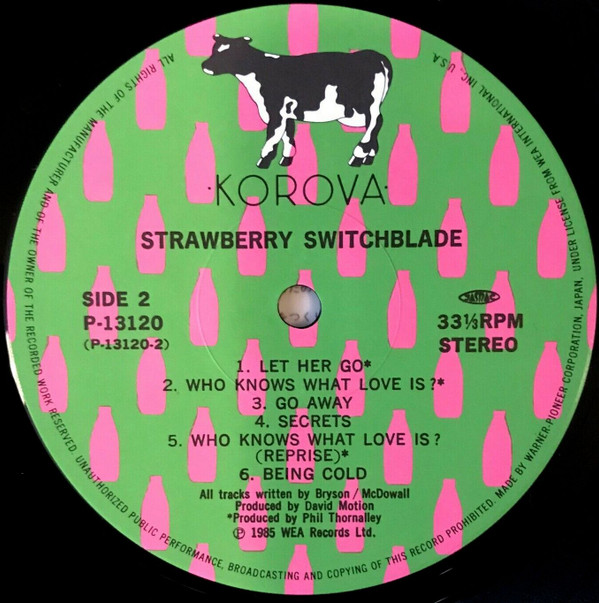 ·KOROVA·
STRAWBERRY SWITCHBLADE
SIDE 2
P-13120
(P-13120-2)
JASRAC
33⅓RPM
STEREO
1. LET HER GO*
2. WHO KNOWS WHAT LOVE IS?*
3. GO AWAY
4. SECRETS
5. WHO KNOWS WHAT LOVE IS?
(REPRISE)*
6. BEING COLD
All tracks written by Bryson/McDowall
Produced by David Motion
*Produced by Phil Thornalley
℗ 1985 WEA Records Ltd.
ALL RIGHTS OF THE MANUFACTURER AND OF THE OWNER OF THE RECORDED WORK RESERVED. UNAUTHORIZED PUBLIC PERFORMANCE, BROADCASTING AND COPYING OF THIS RECORD PROHIBITED. MADE BY WARNER-PIONEER CORPORATION, JAPAN, UNDER LICENSE FROM WEA INTERNATIONAL INC., U.S.A.